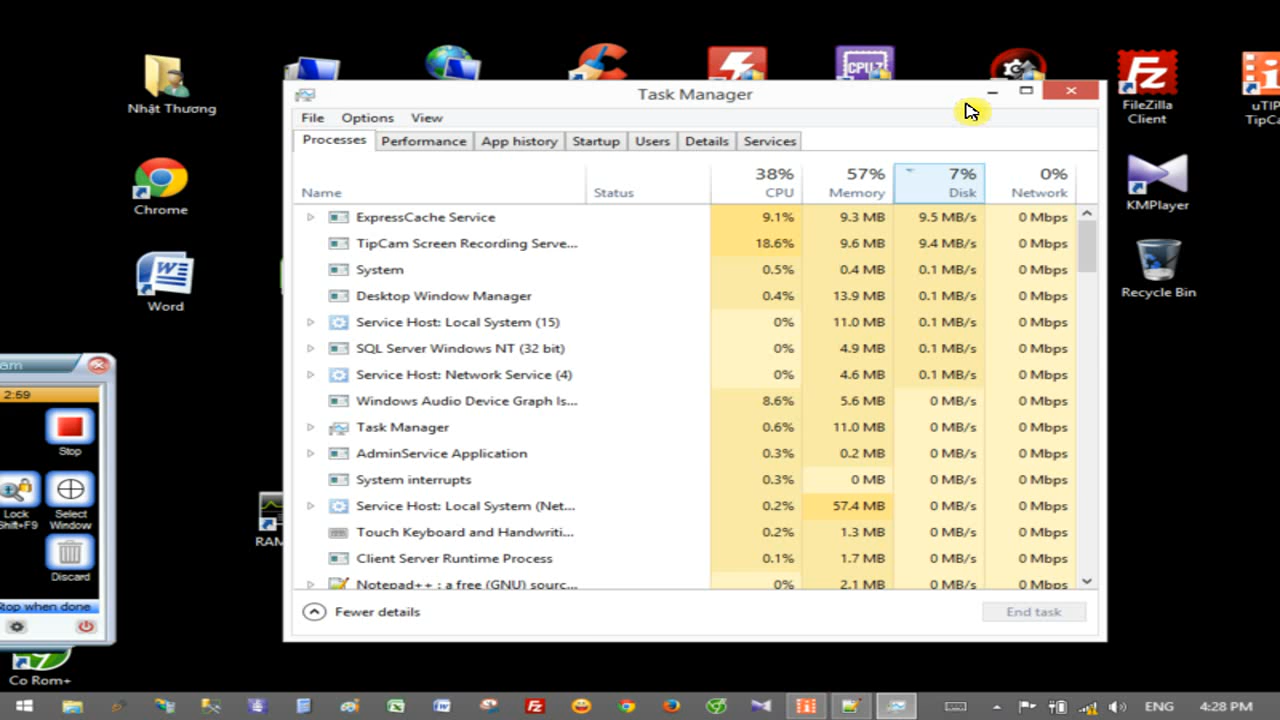 Nhật Thương
Chrome
Word
Co Rom+
CPU
FileZilla
Client
KMPlayer
Recycle Bin
Task Manager
File Options View
Processes Performance App history Startup Users Details Services
38% 57% 7% 0%
Name Status CPU Memory Disk Network
ExpressCache Service 9.1% 9.3 MB 9.5 MB/s 0 Mbps
TipCam Screen Recording Serve... 18.6% 9.6 MB 9.4 MB/s 0 Mbps
System 0.5% 0.4 MB 0.1 MB/s 0 Mbps
Desktop Window Manager 0.4% 13.9 MB 0.1 MB/s 0 Mbps
Service Host: Local System (15) 0% 11.0 MB 0.1 MB/s 0 Mbps
SQL Server Windows NT (32 bit) 0% 4.9 MB 0.1 MB/s 0 Mbps
Service Host: Network Service (4) 0% 4.6 MB 0.1 MB/s 0 Mbps
Windows Audio Device Graph Is... 8.6% 5.6 MB 0 MB/s 0 Mbps
Task Manager 0.6% 11.0 MB 0 MB/s 0 Mbps
AdminService Application 0.3% 0.2 MB 0 MB/s 0 Mbps
System interrupts 0.3% 0 MB 0 MB/s 0 Mbps
Service Host: Local System (Net... 0.2% 57.4 MB 0 MB/s 0 Mbps
Touch Keyboard and Handwriti... 0.2% 1.3 MB 0 MB/s 0 Mbps
Client Server Runtime Process 0.1% 1.7 MB 0 MB/s 0 Mbps
Notepad++ : a free (GNU) sourc... 0% 2.1 MB 0 MB/s 0 Mbps
Fewer details End task
2:59
Stop
Lock
Shift+F9
Select
Window
Discard
Stop when done
ENG 4:28 PM